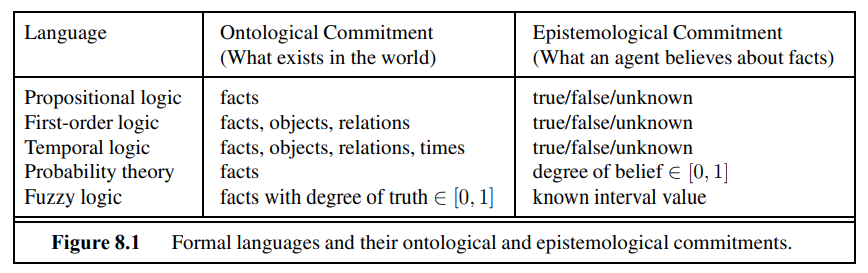 Language Ontological Commitment Epistemological Commitment
(What exists in the world) (What an agent believes about facts)
Propositional logic facts true/false/unknown
First-order logic facts, objects, relations true/false/unknown
Temporal logic facts, objects, relations, times true/false/unknown
Probability theory facts degree of belief ∈ [0, 1]
Fuzzy logic facts with degree of truth ∈ [0, 1] known interval value
Figure 8.1 Formal languages and their ontological and epistemological commitments.